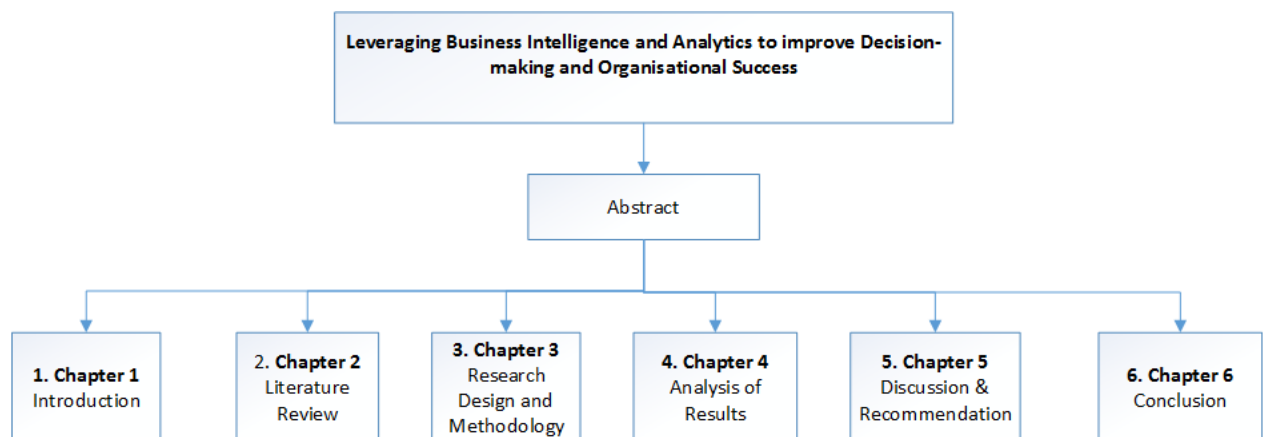 Leveraging Business Intelligence and Analytics to improve Decision-
making and Organisational Success
Abstract
1. Chapter 1
Introduction
2. Chapter 2
Literature
Review
3. Chapter 3
Research
Design and
Methodology
4. Chapter 4
Analysis of
Results
5. Chapter 5
Discussion &
Recommendation
6. Chapter 6
Conclusion